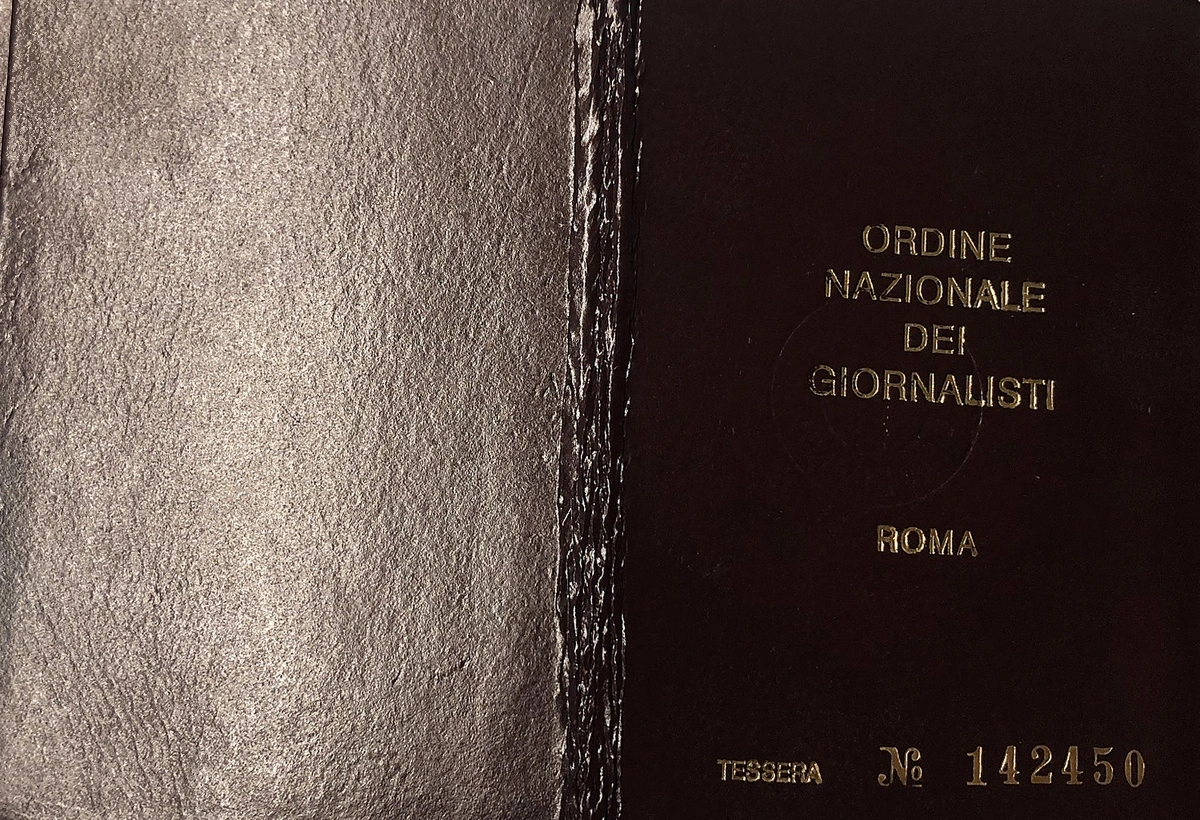 ORDINE
NAZIONALE
DEI
GIORNALISTI
ROMA
TESSERA № 142450